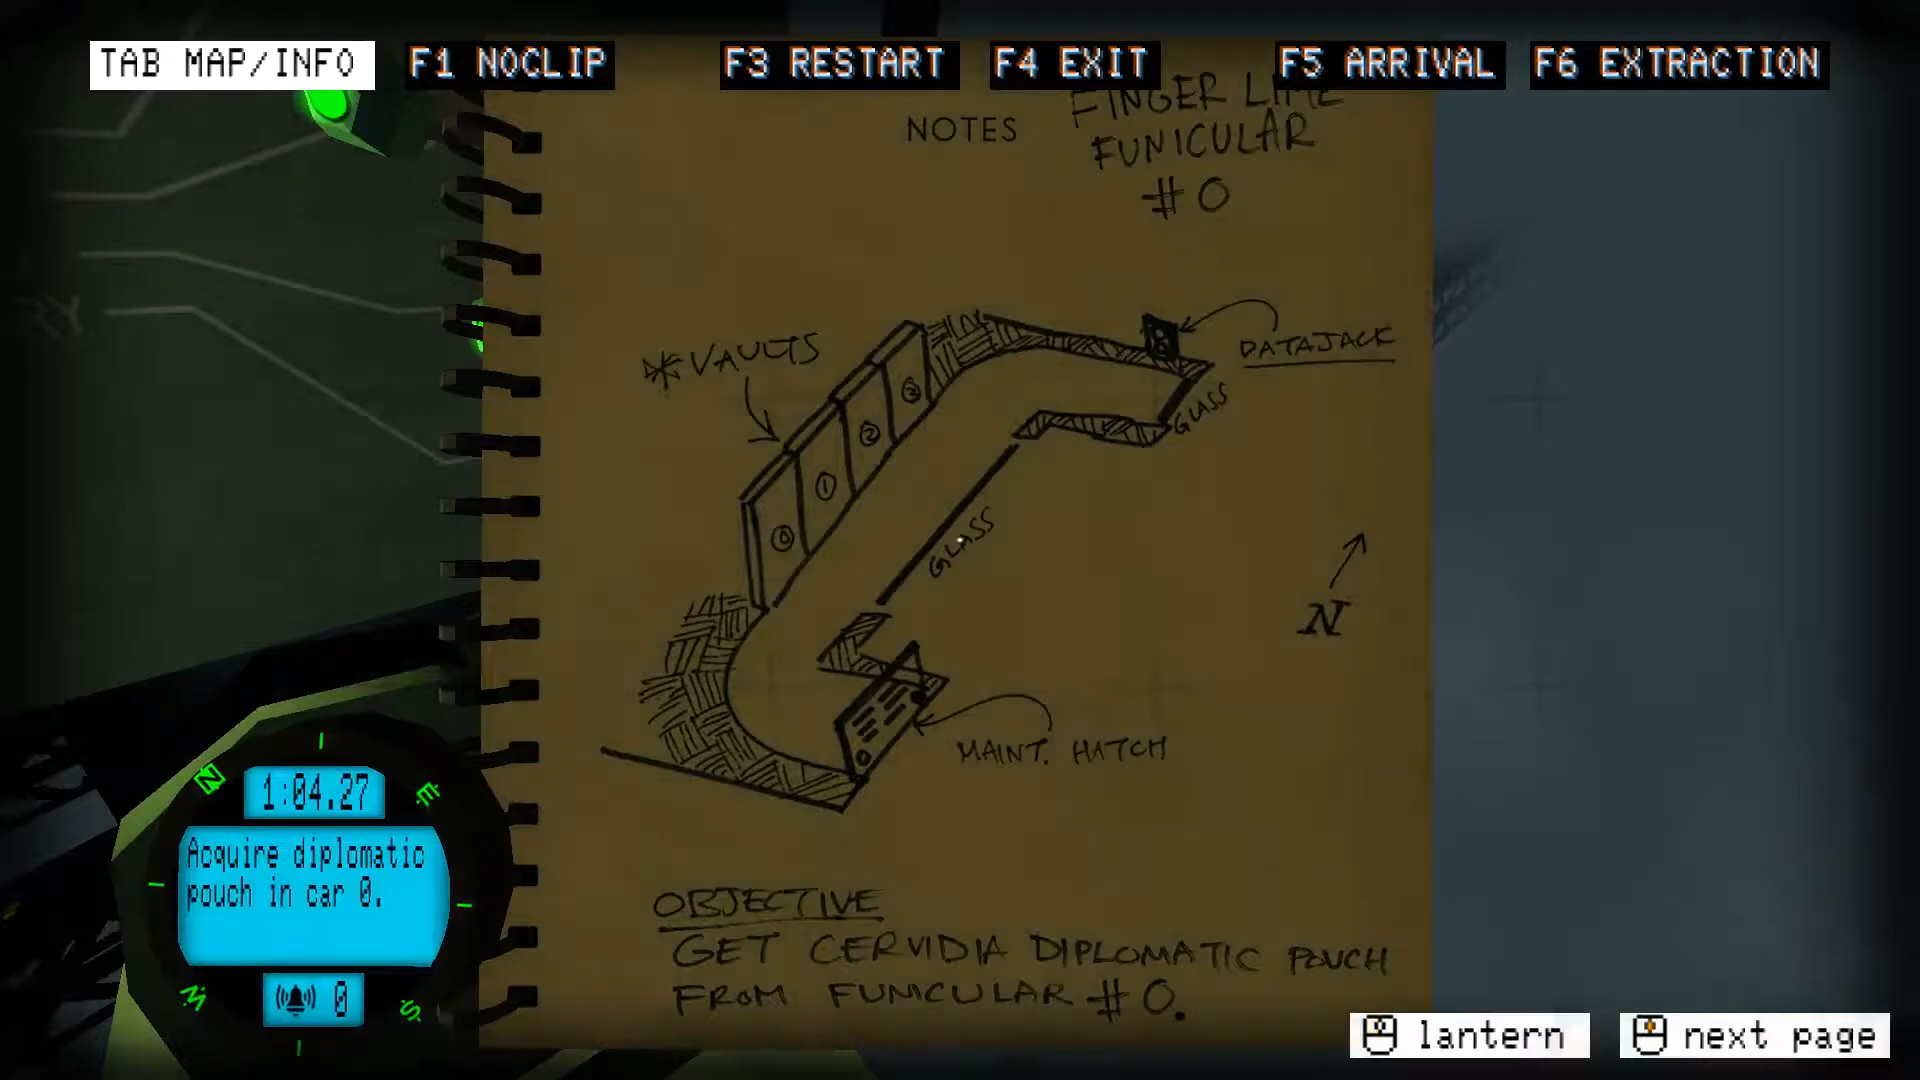 TAB MAP/INFO
F1 NOCLIP
F3 RESTART
F4 EXIT
F5 ARRIVAL
F6 EXTRACTION
NOTES
FINGER LIME
FUNICULAR
#0
*VAULTS
DATAJACK
GLASS
3
2
1
0
GLASS
N
MAINT. HATCH
N
E
W
S
1:04.27
Acquire diplomatic
pouch in car 0.
0
OBJECTIVE
GET CERVIDIA DIPLOMATIC POUCH
FROM FUNICULAR #0.
lantern
next page